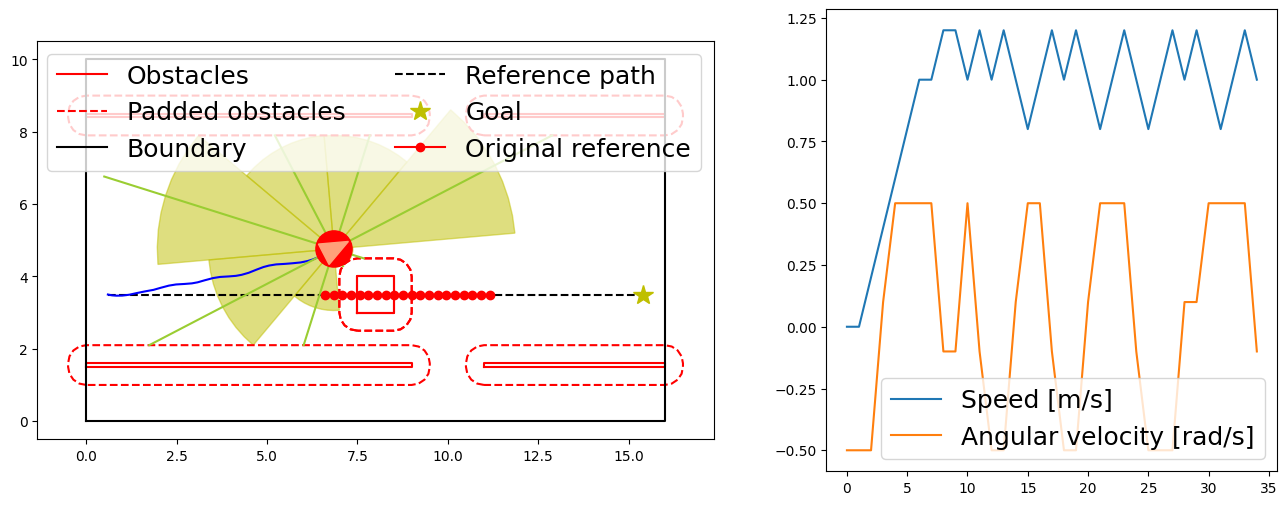 10
8
6
4
2
0
0.0 2.5 5.0 7.5 10.0 12.5 15.0
Obstacles
Padded obstacles
Boundary
Reference path
Goal
Original reference
1.25
1.00
0.75
0.50
0.25
0.00
−0.25
−0.50
0 5 10 15 20 25 30 35
Speed [m/s]
Angular velocity [rad/s]